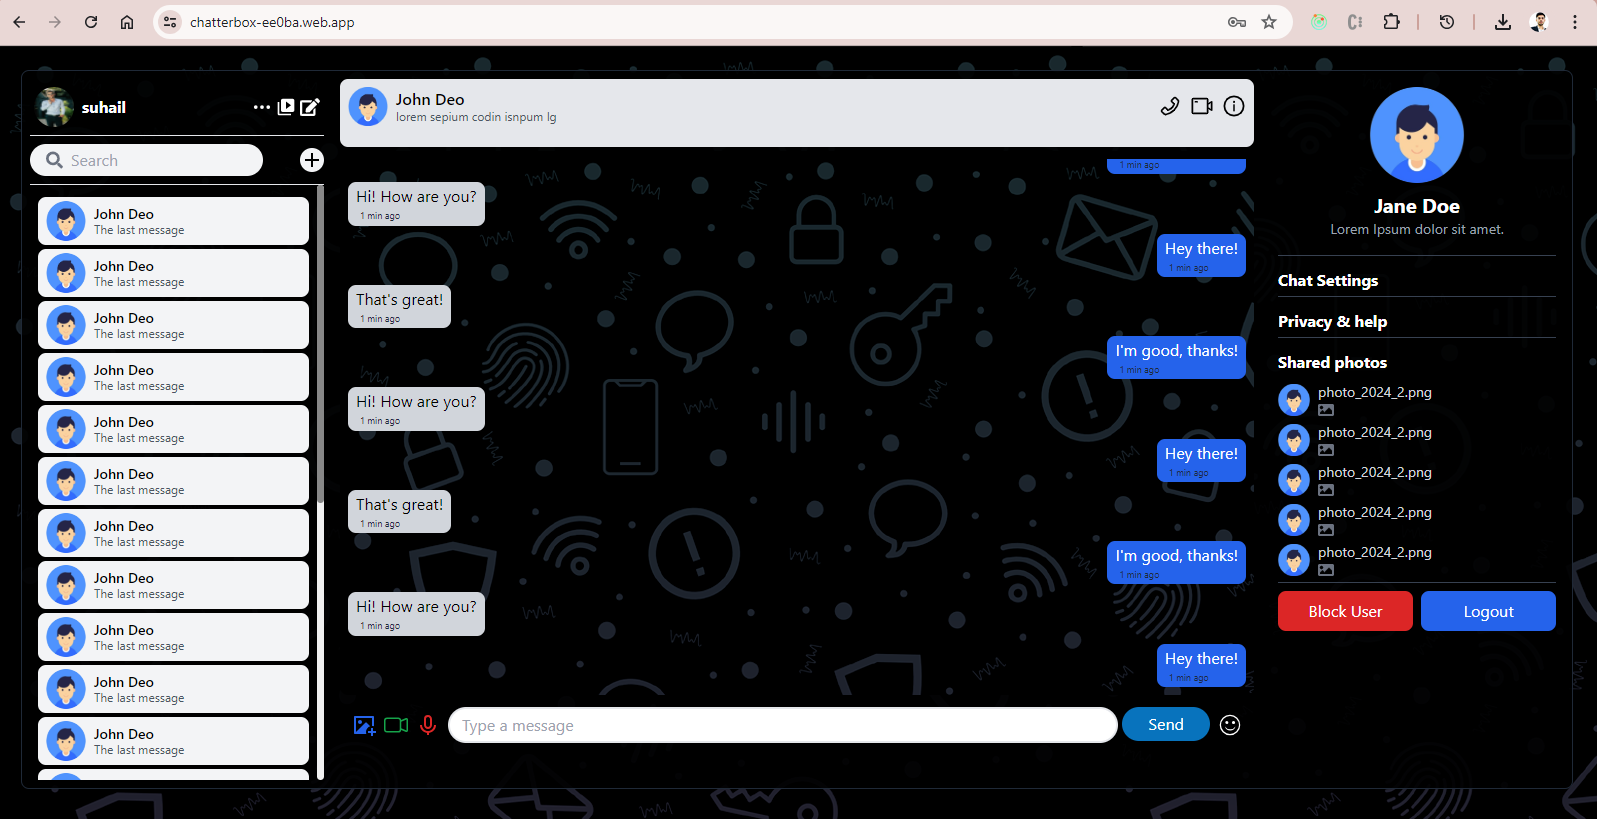 chatterbox-ee0ba.web.app
suhail
Search
John Deo
The last message
John Deo
The last message
John Deo
The last message
John Deo
The last message
John Deo
The last message
John Deo
The last message
John Deo
The last message
John Deo
The last message
John Deo
The last message
John Deo
The last message
John Deo
The last message
John Deo
lorem sepium codin isnpum lg
1 min ago
Hi! How are you?
1 min ago
Hey there!
1 min ago
That's great!
1 min ago
I'm good, thanks!
1 min ago
Hi! How are you?
1 min ago
Hey there!
1 min ago
That's great!
1 min ago
I'm good, thanks!
1 min ago
Hi! How are you?
1 min ago
Hey there!
1 min ago
Type a message
Send
Jane Doe
Lorem Ipsum dolor sit amet.
Chat Settings
Privacy & help
Shared photos
photo_2024_2.png
photo_2024_2.png
photo_2024_2.png
photo_2024_2.png
photo_2024_2.png
Block User
Logout